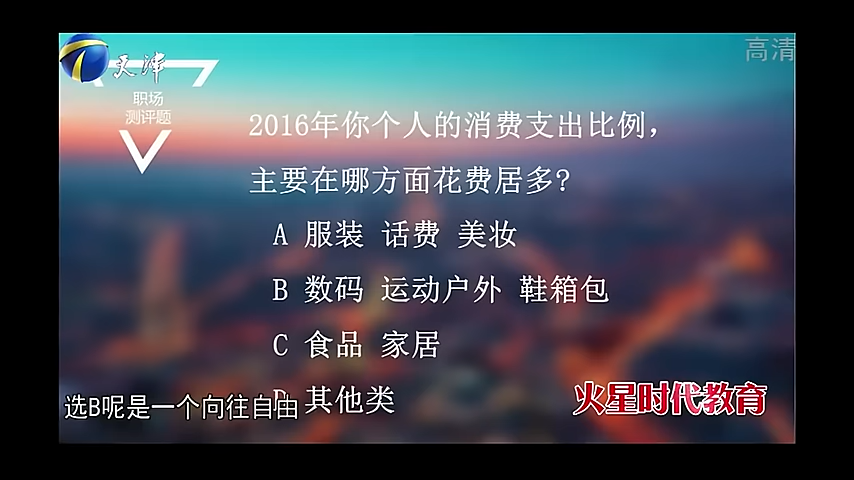 天津
高清
职场
测评题
2016年你个人的消费支出比例，
主要在哪方面花费居多?
A 服装 话费 美妆
B 数码 运动户外 鞋箱包
C 食品 家居
D 其他类
选B呢是一个向往自由
火星时代教育